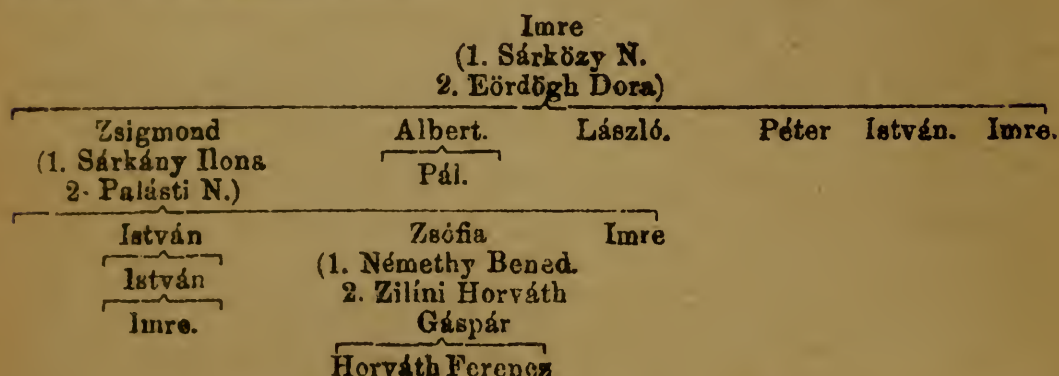 Imre
(1. Sárközy N.
2. Eördögh Dora)
Zsigmond Albert. László. Péter István. Imre.
(1. Sárkány Ilona
Pál.
2. Palásti N.)
István Zsófia Imre
(1. Némethy Bened.
István
2. Zilíni Horváth
Imre. Gáspár
Horváth Ferencz